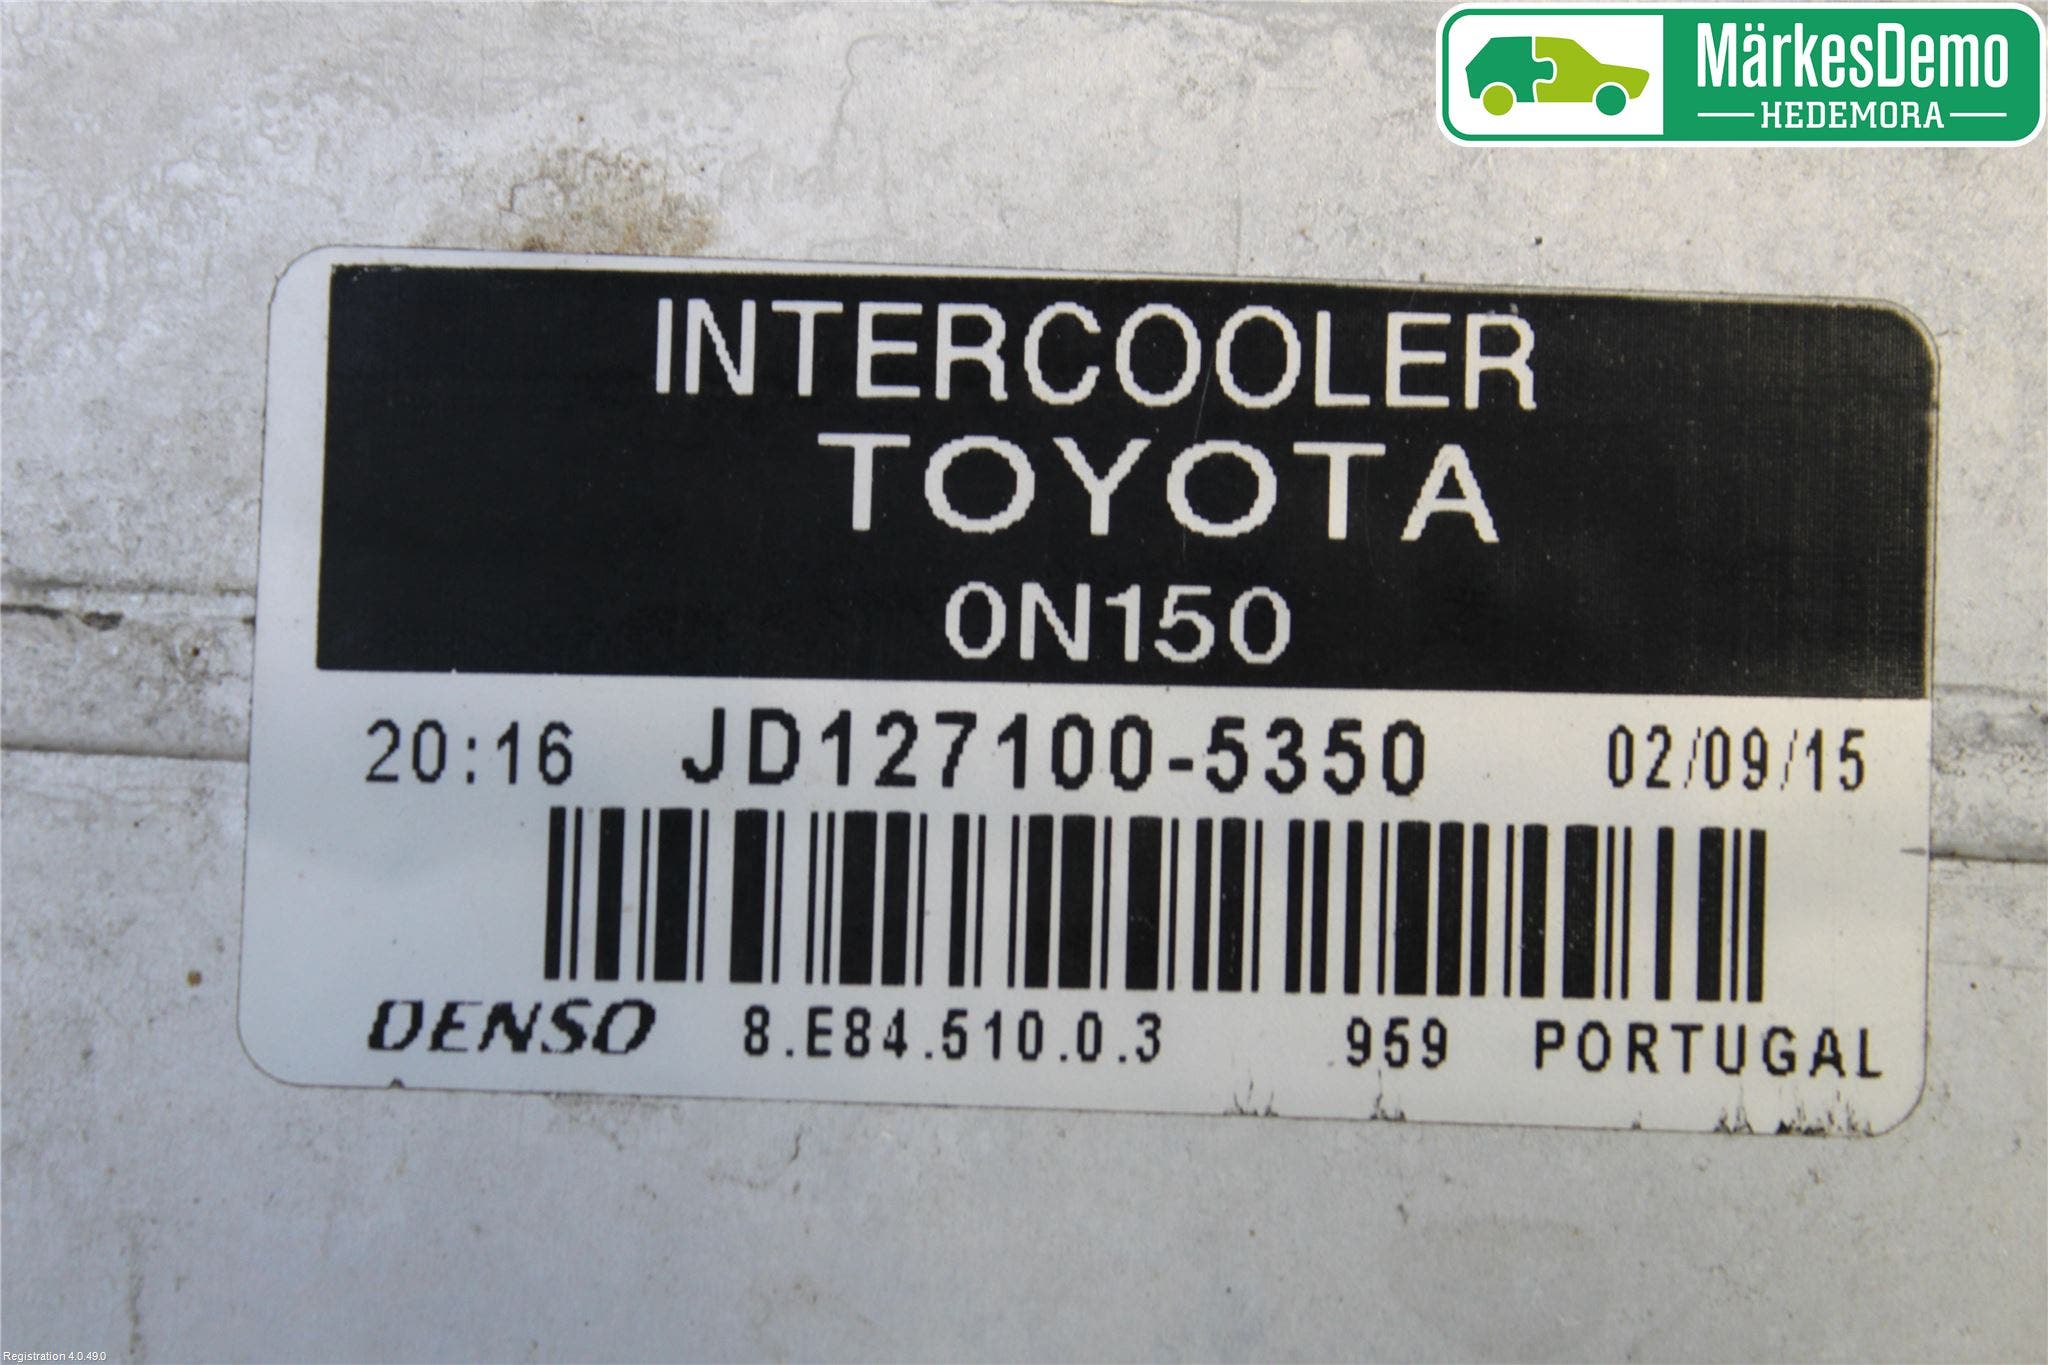 MärkesDemo
HEDEMORA
INTERCOOLER
TOYOTA
0N150
20:16 JD127100-5350 02/09/15
DENSO 8.E84.510.0.3 959 PORTUGAL
Registration 4.0.49.0